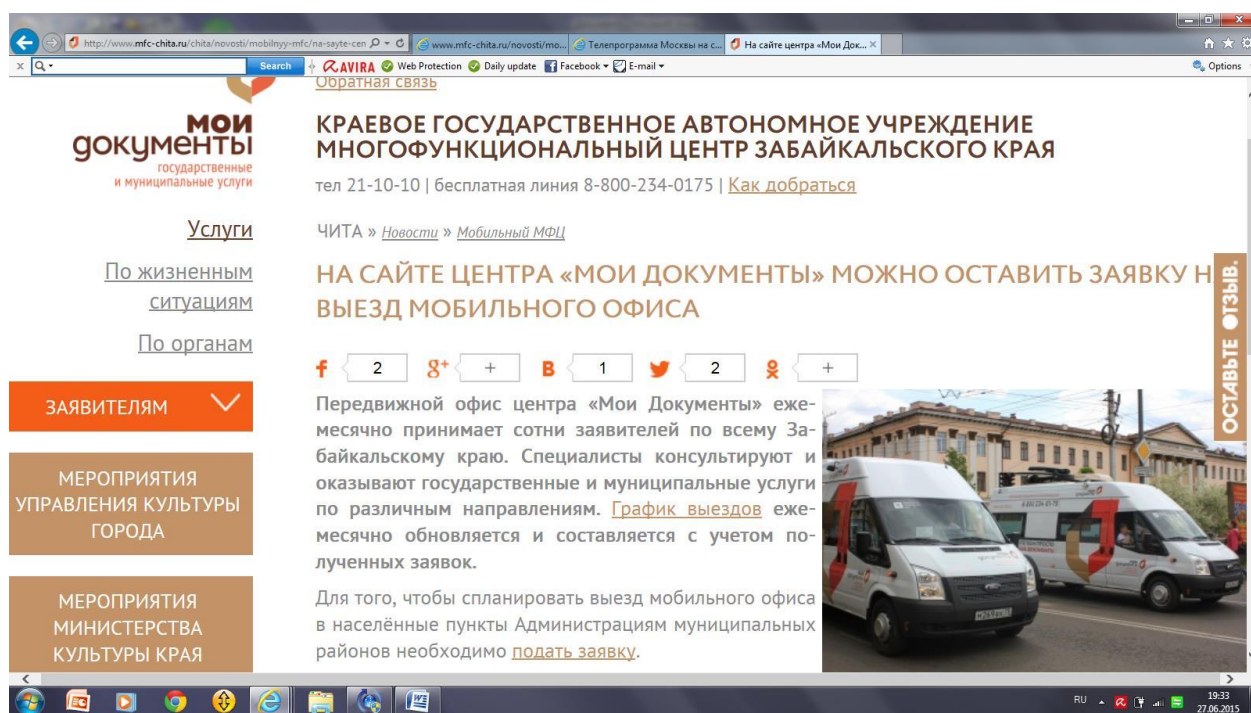 http://www.mfc-chita.ru/chita/novosti/mobilnyy-mfc/na-sayte-cen
www.mfc-chita.ru/novosti/mo...
Телепрограмма Москвы на с...
На сайте центра «Мои Док...
Search
AVIRA
Web Protection
Daily update
Facebook
E-mail
Options
Обратная связь
мои
документы
государственные
и муниципальные услуги
КРАЕВОЕ ГОСУДАРСТВЕННОЕ АВТОНОМНОЕ УЧРЕЖДЕНИЕ
МНОГОФУНКЦИОНАЛЬНЫЙ ЦЕНТР ЗАБАЙКАЛЬСКОГО КРАЯ
тел 21-10-10 | бесплатная линия 8-800-234-0175 | Как добраться
Услуги
По жизненным
ситуациям
По органам
ЗАЯВИТЕЛЯМ
МЕРОПРИЯТИЯ
УПРАВЛЕНИЯ КУЛЬТУРЫ
ГОРОДА
МЕРОПРИЯТИЯ
МИНИСТЕРСТВА
КУЛЬТУРЫ КРАЯ
ЧИТА » Новости » Мобильный МФЦ
НА САЙТЕ ЦЕНТРА «МОИ ДОКУМЕНТЫ» МОЖНО ОСТАВИТЬ ЗАЯВКУ Н
ВЫЕЗД МОБИЛЬНОГО ОФИСА
2
+
1
2
+
Передвижной офис центра «Мои Документы» еже-
месячно принимает сотни заявителей по всему За-
байкальскому краю. Специалисты консультируют и
оказывают государственные и муниципальные услуги
по различным направлениям. График выездов еже-
месячно обновляется и составляется с учетом по-
лученных заявок.
Для того, чтобы спланировать выезд мобильного офиса
в населённые пункты Администрациям муниципальных
районов необходимо подать заявку.
ОСТАВЬТЕ ОТЗЫВ.
RU
19:33
27.06.2015